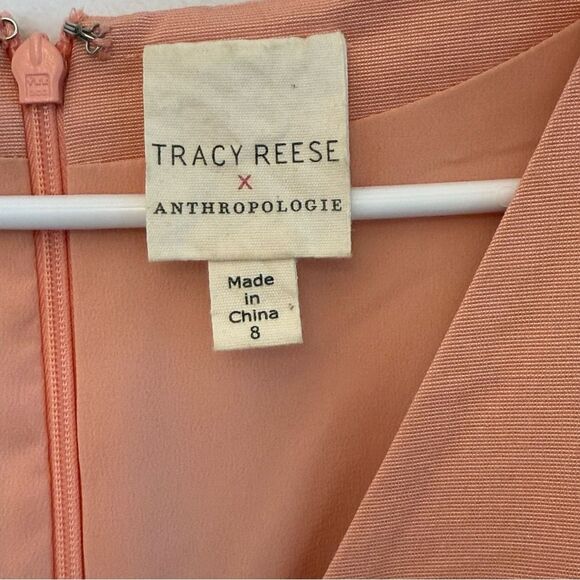 TRACY REESE
X
ANTHROPOLOGIE
Made
in
China
8